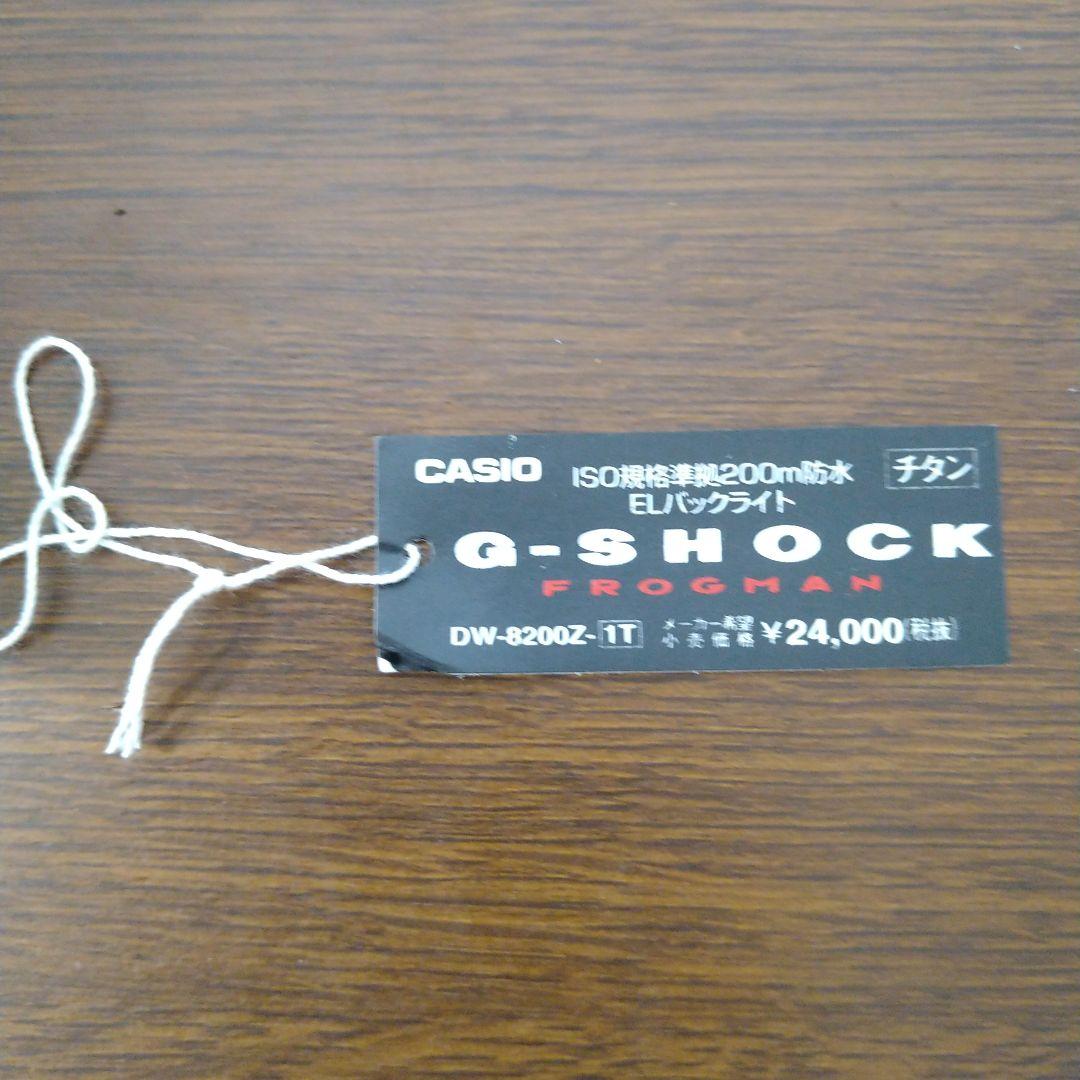 CASIO ISO規格準拠200m防水 チタン
ELバックライト
G-SHOCK
FROGMAN
DW-8200Z-1T メーカー希望小売価格 ¥24,000(税抜)